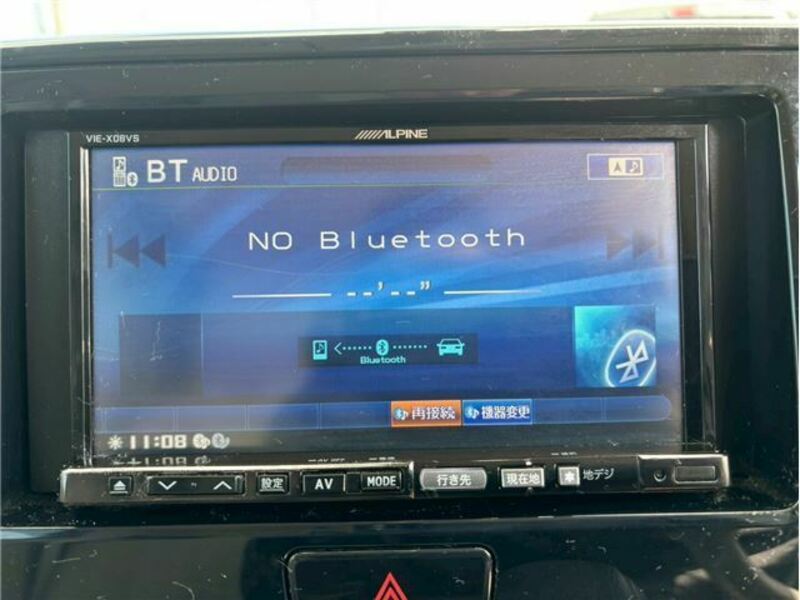 VIE-X08VS
ALPINE
BT AUDIO
NO Bluetooth
--'--"
Bluetooth
再接続 機器変更
11:08
設定 AV MODE 行き先 現在地 地デジ